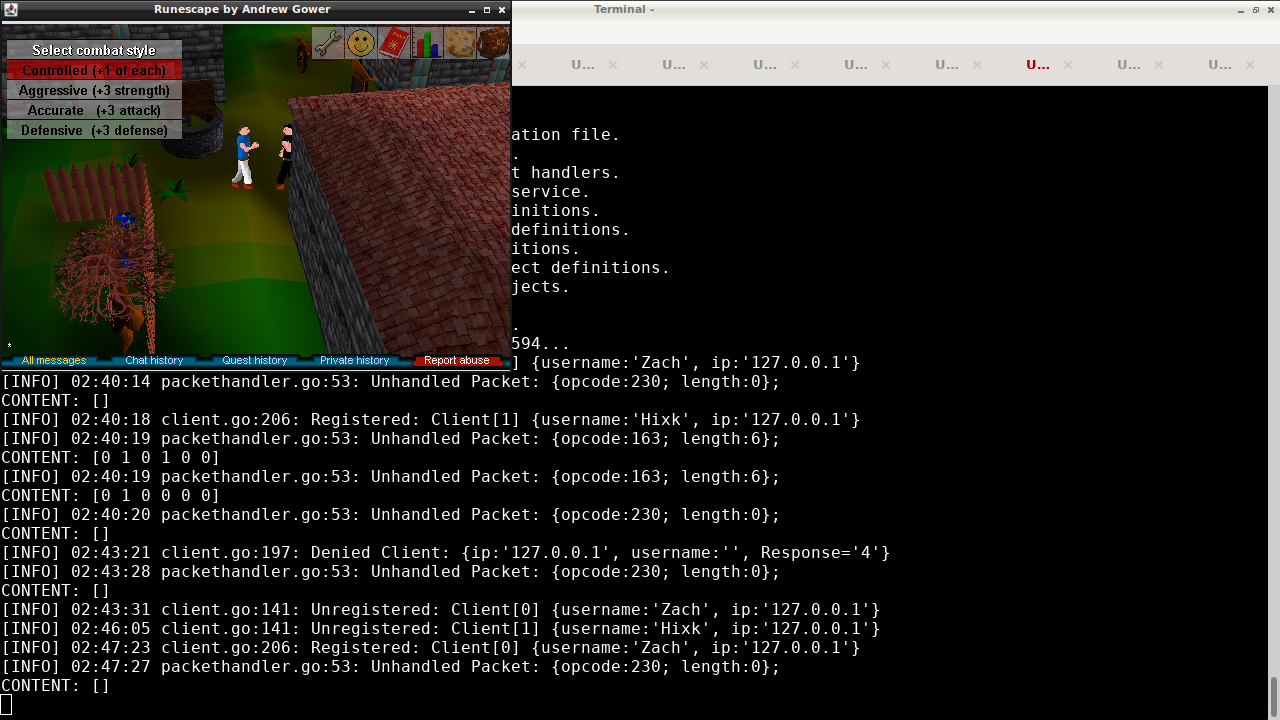 Runescape by Andrew Gower
Terminal -
U...
U...
U...
U...
U...
U...
U...
U...
Select combat style
Controlled (+1 of each)
Aggressive (+3 strength)
Accurate (+3 attack)
Defensive (+3 defense)
*
All messages
Chat history
Quest history
Private history
Report abuse
ation file.
.
t handlers.
service.
initions.
definitions.
itions.
ect definitions.
jects.
.
594...
] {username:'Zach', ip:'127.0.0.1'}
[INFO] 02:40:14 packethandler.go:53: Unhandled Packet: {opcode:230; length:0};
CONTENT: []
[INFO] 02:40:18 client.go:206: Registered: Client[1] {username:'Hixk', ip:'127.0.0.1'}
[INFO] 02:40:19 packethandler.go:53: Unhandled Packet: {opcode:163; length:6};
CONTENT: [0 1 0 1 0 0]
[INFO] 02:40:19 packethandler.go:53: Unhandled Packet: {opcode:163; length:6};
CONTENT: [0 1 0 0 0 0]
[INFO] 02:40:20 packethandler.go:53: Unhandled Packet: {opcode:230; length:0};
CONTENT: []
[INFO] 02:43:21 client.go:197: Denied Client: {ip:'127.0.0.1', username:'', Response='4'}
[INFO] 02:43:28 packethandler.go:53: Unhandled Packet: {opcode:230; length:0};
CONTENT: []
[INFO] 02:43:31 client.go:141: Unregistered: Client[0] {username:'Zach', ip:'127.0.0.1'}
[INFO] 02:46:05 client.go:141: Unregistered: Client[1] {username:'Hixk', ip:'127.0.0.1'}
[INFO] 02:47:23 client.go:206: Registered: Client[0] {username:'Zach', ip:'127.0.0.1'}
[INFO] 02:47:27 packethandler.go:53: Unhandled Packet: {opcode:230; length:0};
CONTENT: []